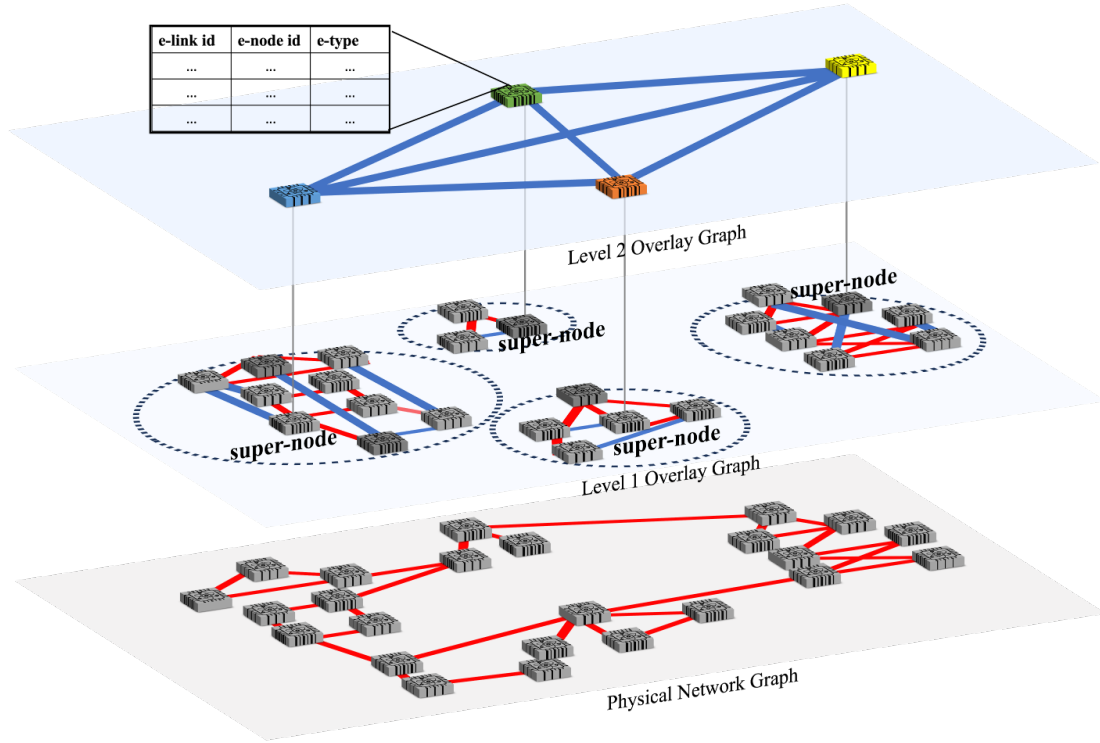 e-link id e-node id e-type
... ... ...
... ... ...
... ... ...
Level 2 Overlay Graph
super-node
super-node
super-node
super-node
Level 1 Overlay Graph
Physical Network Graph